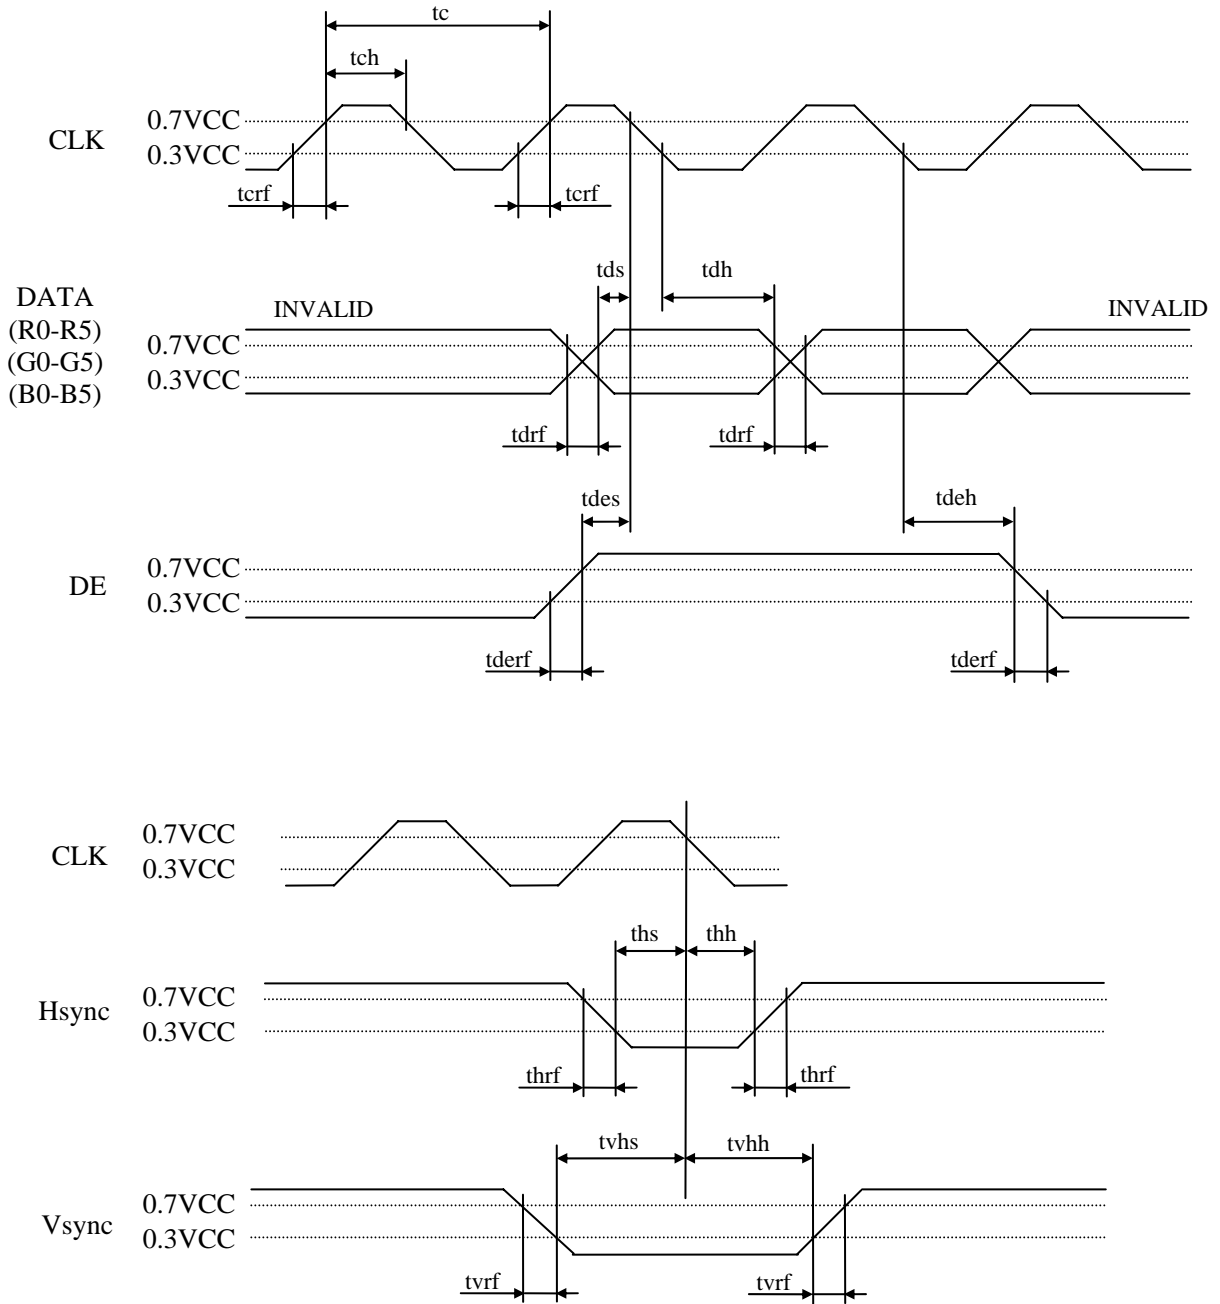 tc
tch
0.7VCC
CLK
0.3VCC
tcrf
tcrf
tds
tdh
DATA
(R0-R5)
(G0-G5)
(B0-B5)
INVALID
INVALID
0.7VCC
0.3VCC
tdrf
tdrf
tdes
tdeh
0.7VCC
DE
0.3VCC
tderf
tderf
0.7VCC
CLK
0.3VCC
ths
thh
0.7VCC
Hsync
0.3VCC
thrf
thrf
tvhs
tvhh
0.7VCC
Vsync
0.3VCC
tvrf
tvrf